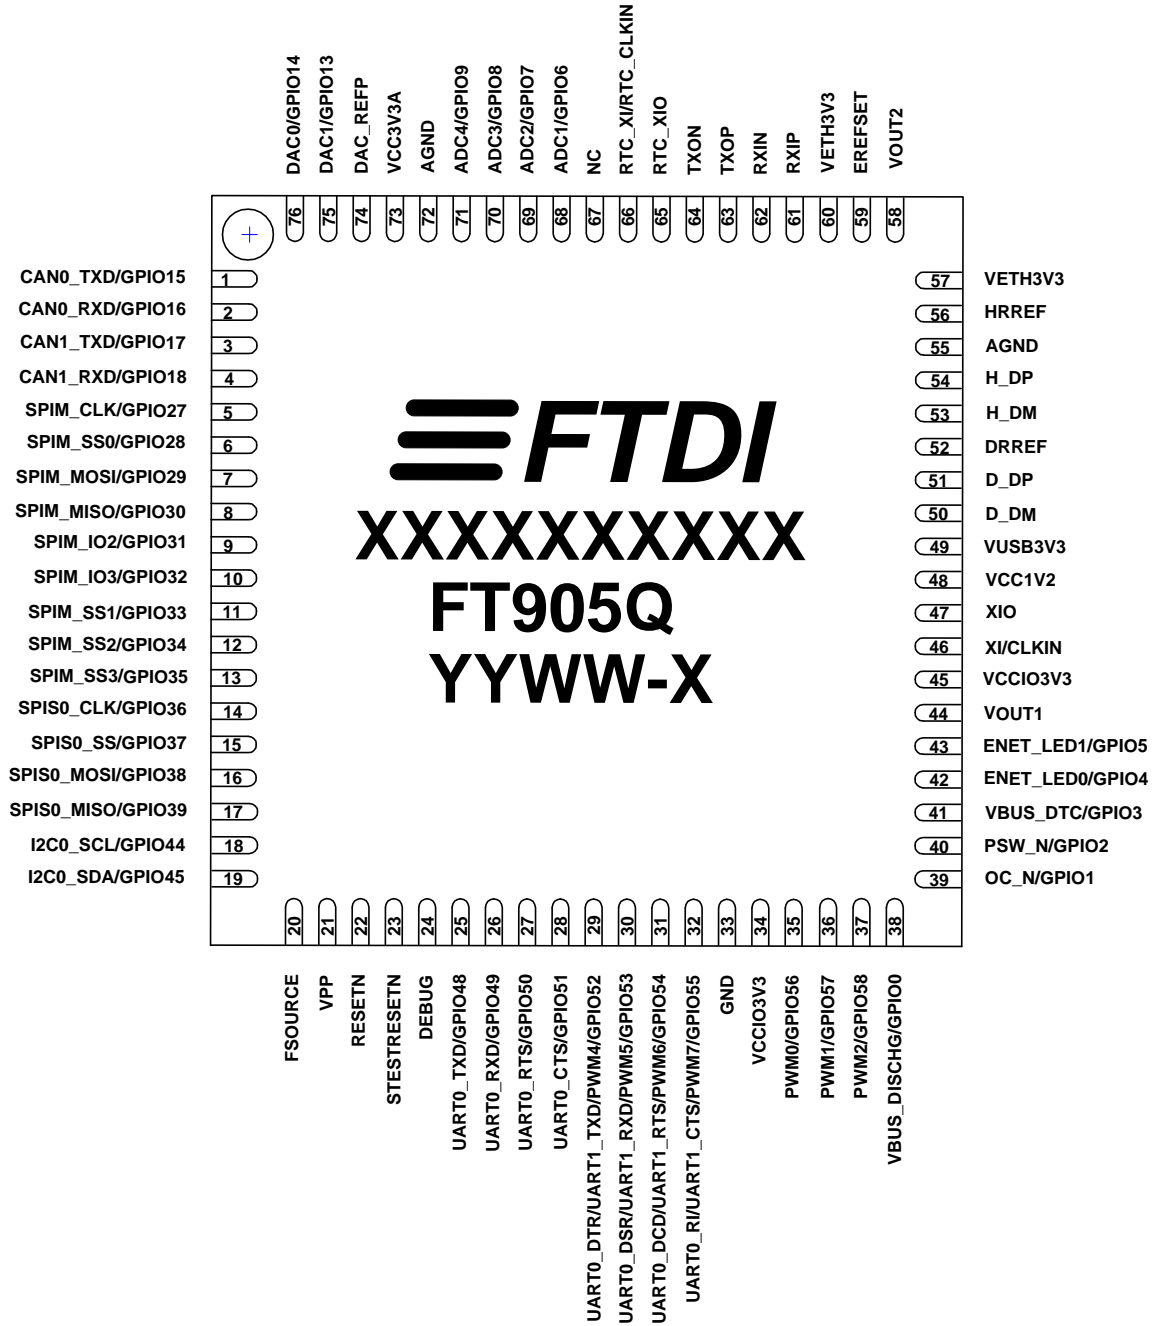 DAC0/GPIO14
DAC1/GPIO13
DAC_REFP
VCC3V3A
AGND
ADC4/GPIO9
ADC3/GPIO8
ADC2/GPIO7
ADC1/GPIO6
NC
RTC_XI/RTC_CLKIN
RTC_XIO
TXON
TXOP
RXIN
RXIP
VETH3V3
EREFSET
VOUT2
76
75
74
73
72
71
70
69
68
67
66
65
64
63
62
61
60
59
58
CAN0_TXD/GPIO15 1
CAN0_RXD/GPIO16 2
CAN1_TXD/GPIO17 3
CAN1_RXD/GPIO18 4
SPIM_CLK/GPIO27 5
SPIM_SS0/GPIO28 6
SPIM_MOSI/GPIO29 7
SPIM_MISO/GPIO30 8
SPIM_IO2/GPIO31 9
SPIM_IO3/GPIO32 10
SPIM_SS1/GPIO33 11
SPIM_SS2/GPIO34 12
SPIM_SS3/GPIO35 13
SPIS0_CLK/GPIO36 14
SPIS0_SS/GPIO37 15
SPIS0_MOSI/GPIO38 16
SPIS0_MISO/GPIO39 17
I2C0_SCL/GPIO44 18
I2C0_SDA/GPIO45 19
FTDI
XXXXXXXXXX
FT905Q
YYWW-X
57 VETH3V3
56 HRREF
55 AGND
54 H_DP
53 H_DM
52 DRREF
51 D_DP
50 D_DM
49 VUSB3V3
48 VCC1V2
47 XIO
46 XI/CLKIN
45 VCCIO3V3
44 VOUT1
43 ENET_LED1/GPIO5
42 ENET_LED0/GPIO4
41 VBUS_DTC/GPIO3
40 PSW_N/GPIO2
39 OC_N/GPIO1
20
21
22
23
24
25
26
27
28
29
30
31
32
33
34
35
36
37
38
FSOURCE
VPP
RESETN
STESTRESETN
DEBUG
UART0_TXD/GPIO48
UART0_RXD/GPIO49
UART0_RTS/GPIO50
UART0_CTS/GPIO51
UART0_DTR/UART1_TXD/PWM4/GPIO52
UART0_DSR/UART1_RXD/PWM5/GPIO53
UART0_DCD/UART1_RTS/PWM6/GPIO54
UART0_RI/UART1_CTS/PWM7/GPIO55
GND
VCCIO3V3
PWM0/GPIO56
PWM1/GPIO57
PWM2/GPIO58
VBUS_DISCHG/GPIO0